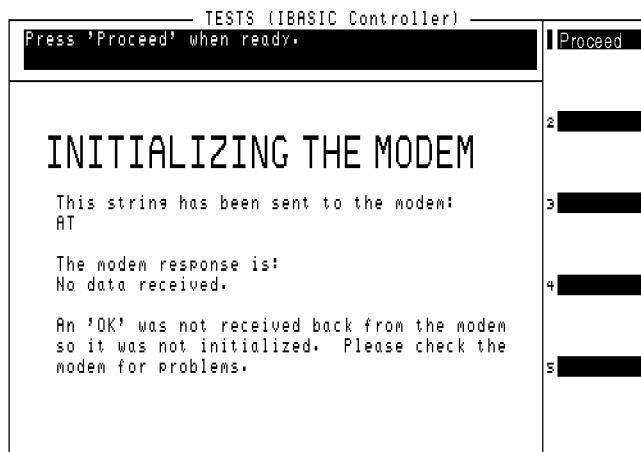 TESTS (IBASIC Controller)
Press 'Proceed' when ready.
Proceed
2
INITIALIZING THE MODEM
This string has been sent to the modem:
AT
3
The modem response is:
No data received.
4
An 'OK' was not received back from the modem
so it was not initialized. Please check the
modem for problems.
5